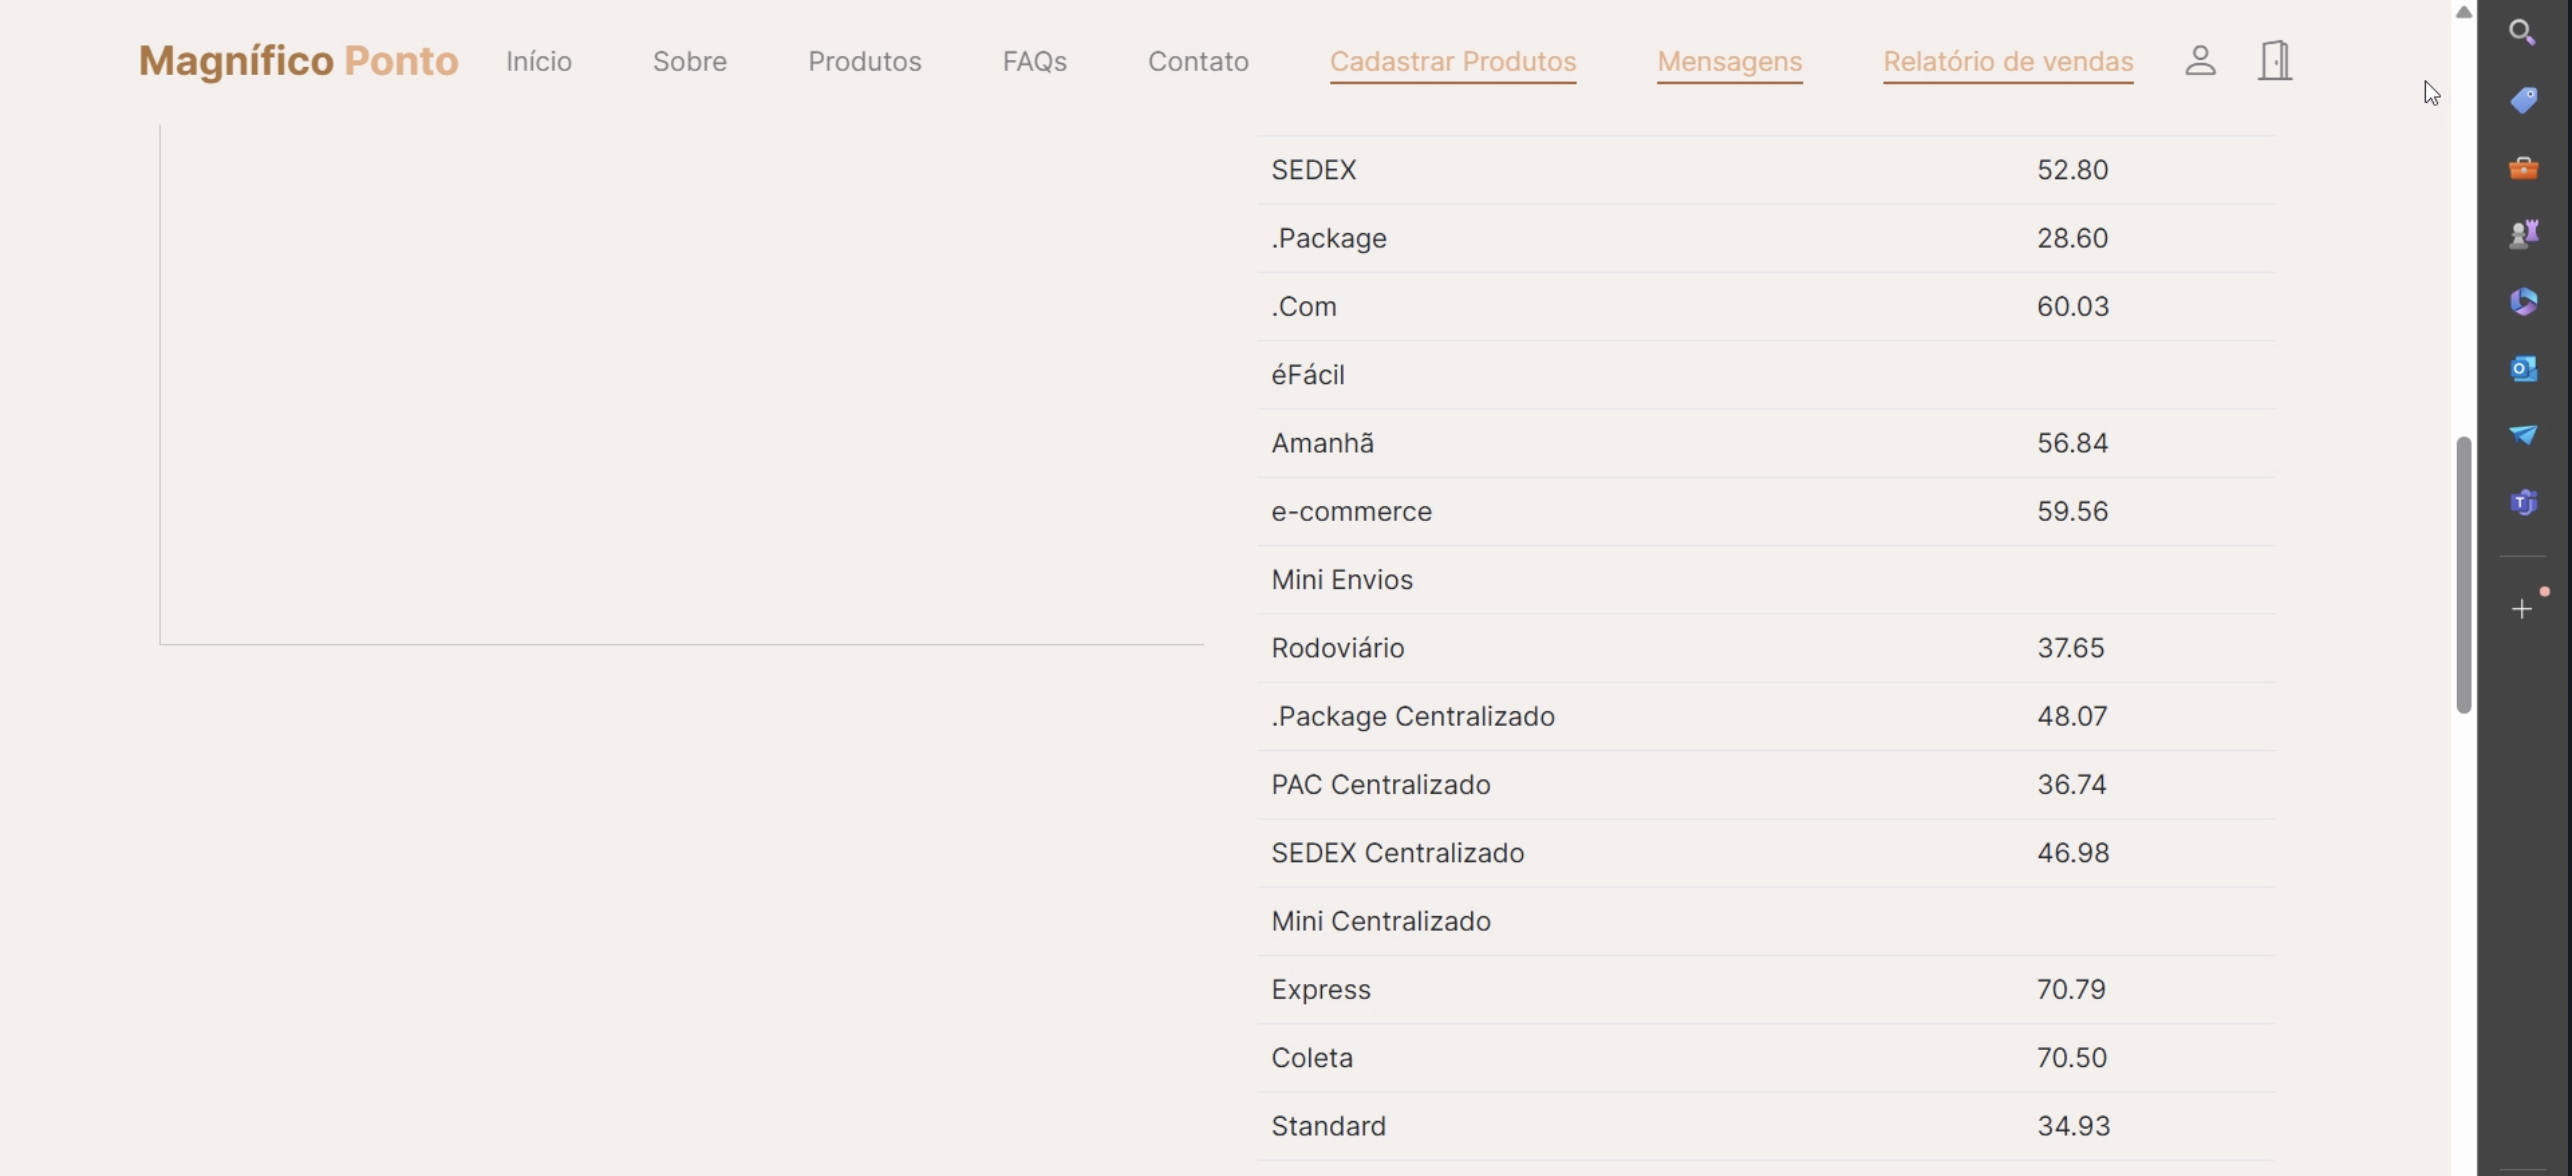 Magnífico Ponto Início Sobre Produtos FAQs Contato Cadastrar Produtos Mensagens Relatório de vendas
SEDEX 52.80
.Package 28.60
.Com 60.03
éFácil
Amanhã 56.84
e-commerce 59.56
Mini Envios
Rodoviário 37.65
.Package Centralizado 48.07
PAC Centralizado 36.74
SEDEX Centralizado 46.98
Mini Centralizado
Express 70.79
Coleta 70.50
Standard 34.93